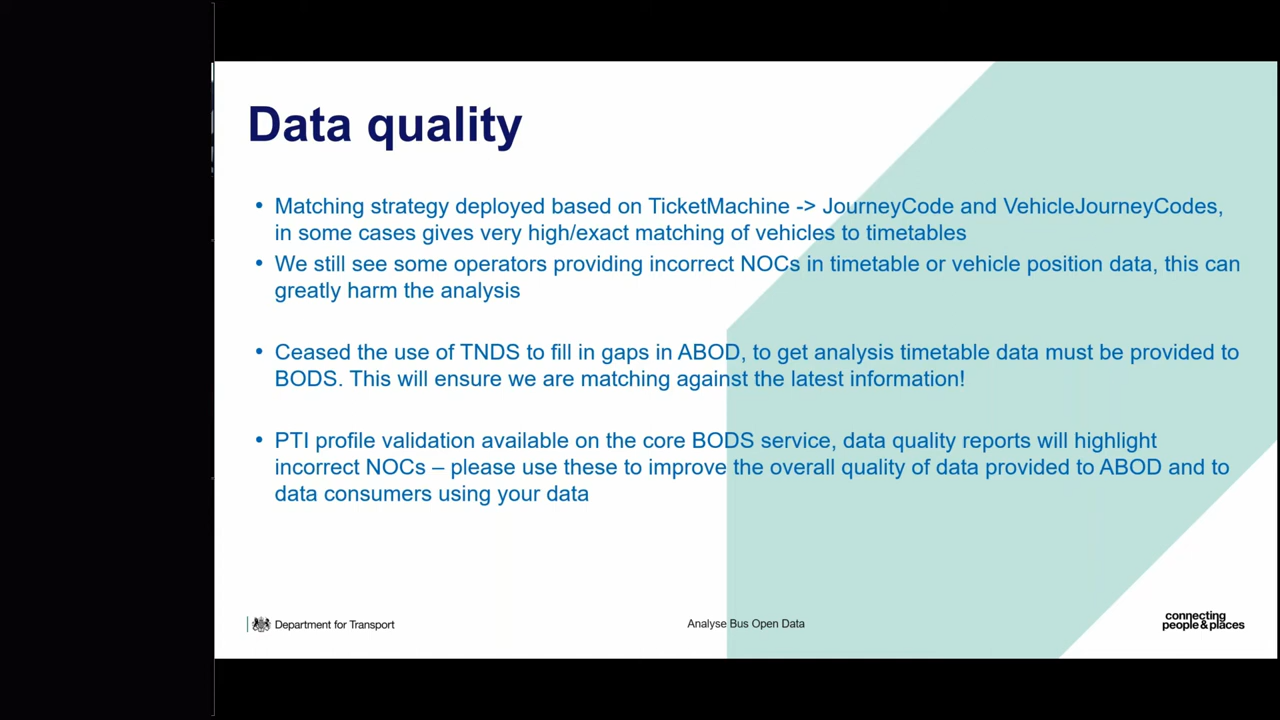 Data quality
• Matching strategy deployed based on TicketMachine -> JourneyCode and VehicleJourneyCodes,
in some cases gives very high/exact matching of vehicles to timetables
• We still see some operators providing incorrect NOCs in timetable or vehicle position data, this can
greatly harm the analysis
• Ceased the use of TNDS to fill in gaps in ABOD, to get analysis timetable data must be provided to
BODS. This will ensure we are matching against the latest information!
• PTI profile validation available on the core BODS service, data quality reports will highlight
incorrect NOCs – please use these to improve the overall quality of data provided to ABOD and to
data consumers using your data
Department for Transport
Analyse Bus Open Data
connecting
people&places